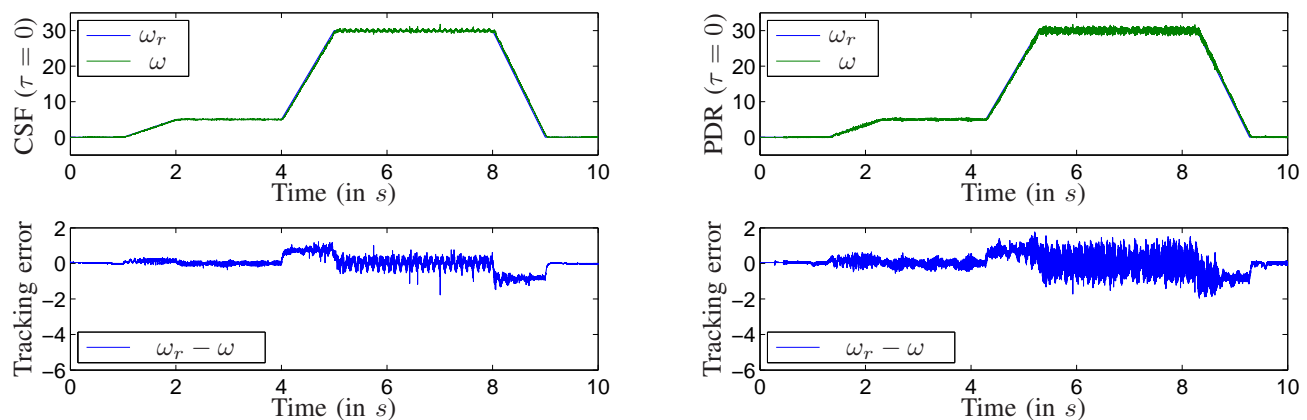 CSF (τ = 0)
30
20
10
0
ω_r
ω
0 2 4 6 8 10
Time (in s)
PDR (τ = 0)
30
20
10
0
ω_r
ω
0 2 4 6 8 10
Time (in s)
Tracking error
2
0
−2
−4
−6
ω_r − ω
0 2 4 6 8 10
Time (in s)
Tracking error
2
0
−2
−4
−6
ω_r − ω
0 2 4 6 8 10
Time (in s)